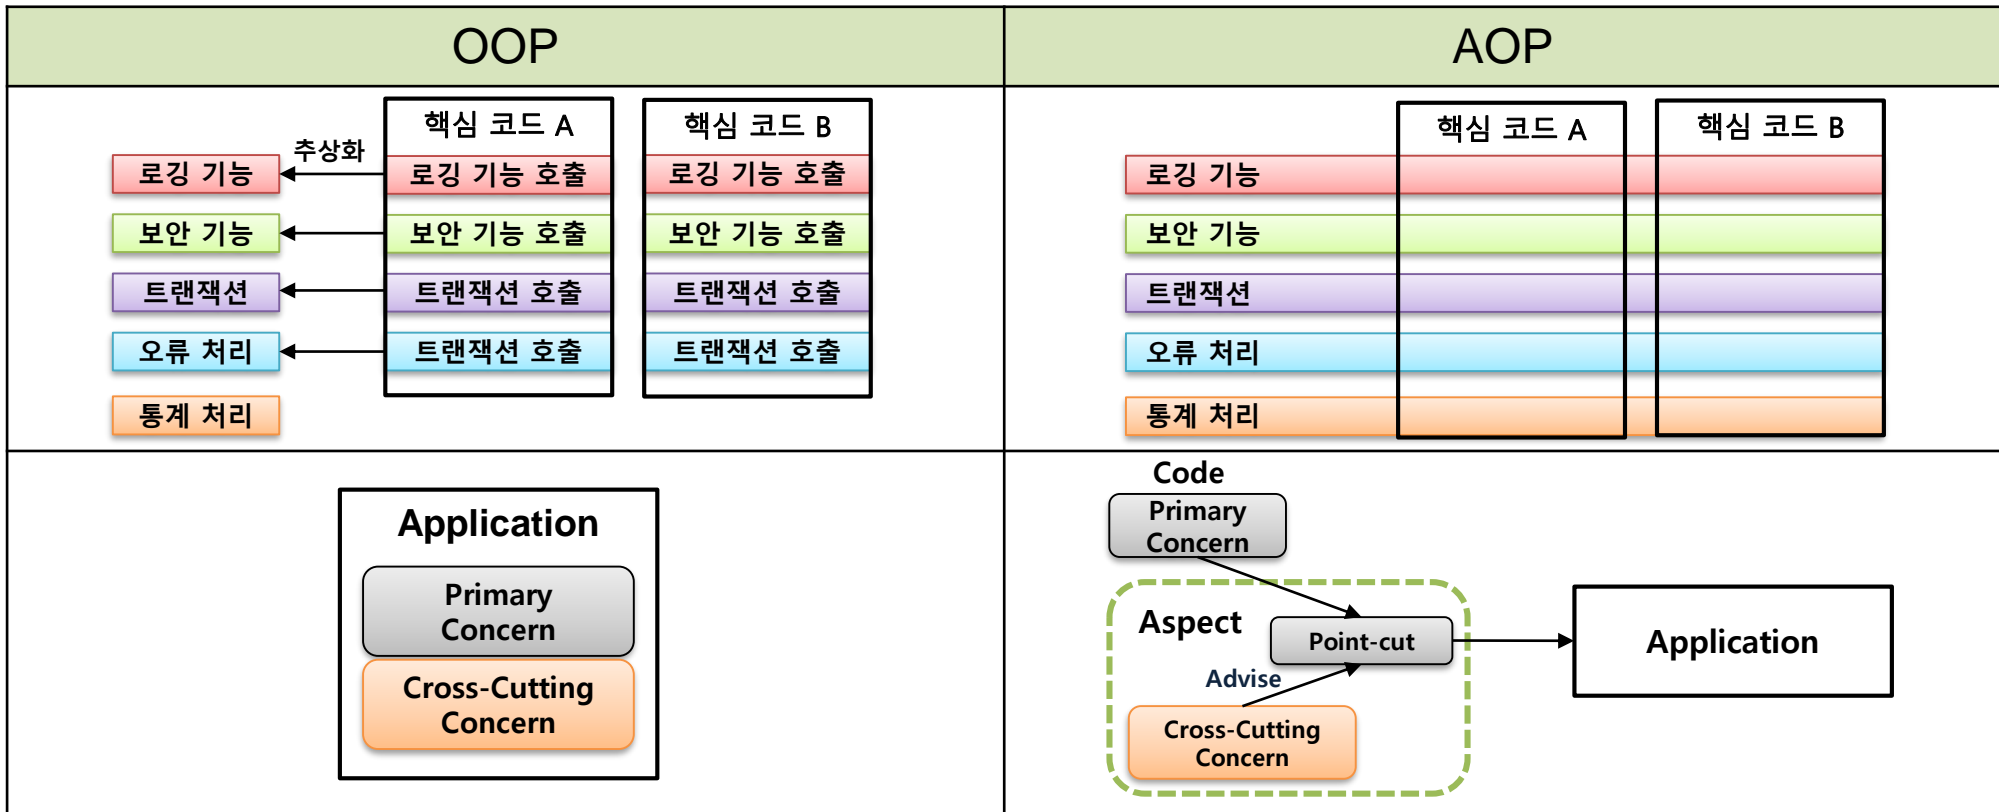 OOP
AOP
핵심 코드 A
핵심 코드 B
추상화
로깅 기능
로깅 기능 호출
로깅 기능 호출
보안 기능
보안 기능 호출
보안 기능 호출
트랜잭션
트랜잭션 호출
트랜잭션 호출
오류 처리
트랜잭션 호출
트랜잭션 호출
통계 처리
핵심 코드 A
핵심 코드 B
로깅 기능
보안 기능
트랜잭션
오류 처리
통계 처리
Application
Primary
Concern
Cross-Cutting
Concern
Code
Primary
Concern
Aspect
Point-cut
Advise
Cross-Cutting
Concern
Application